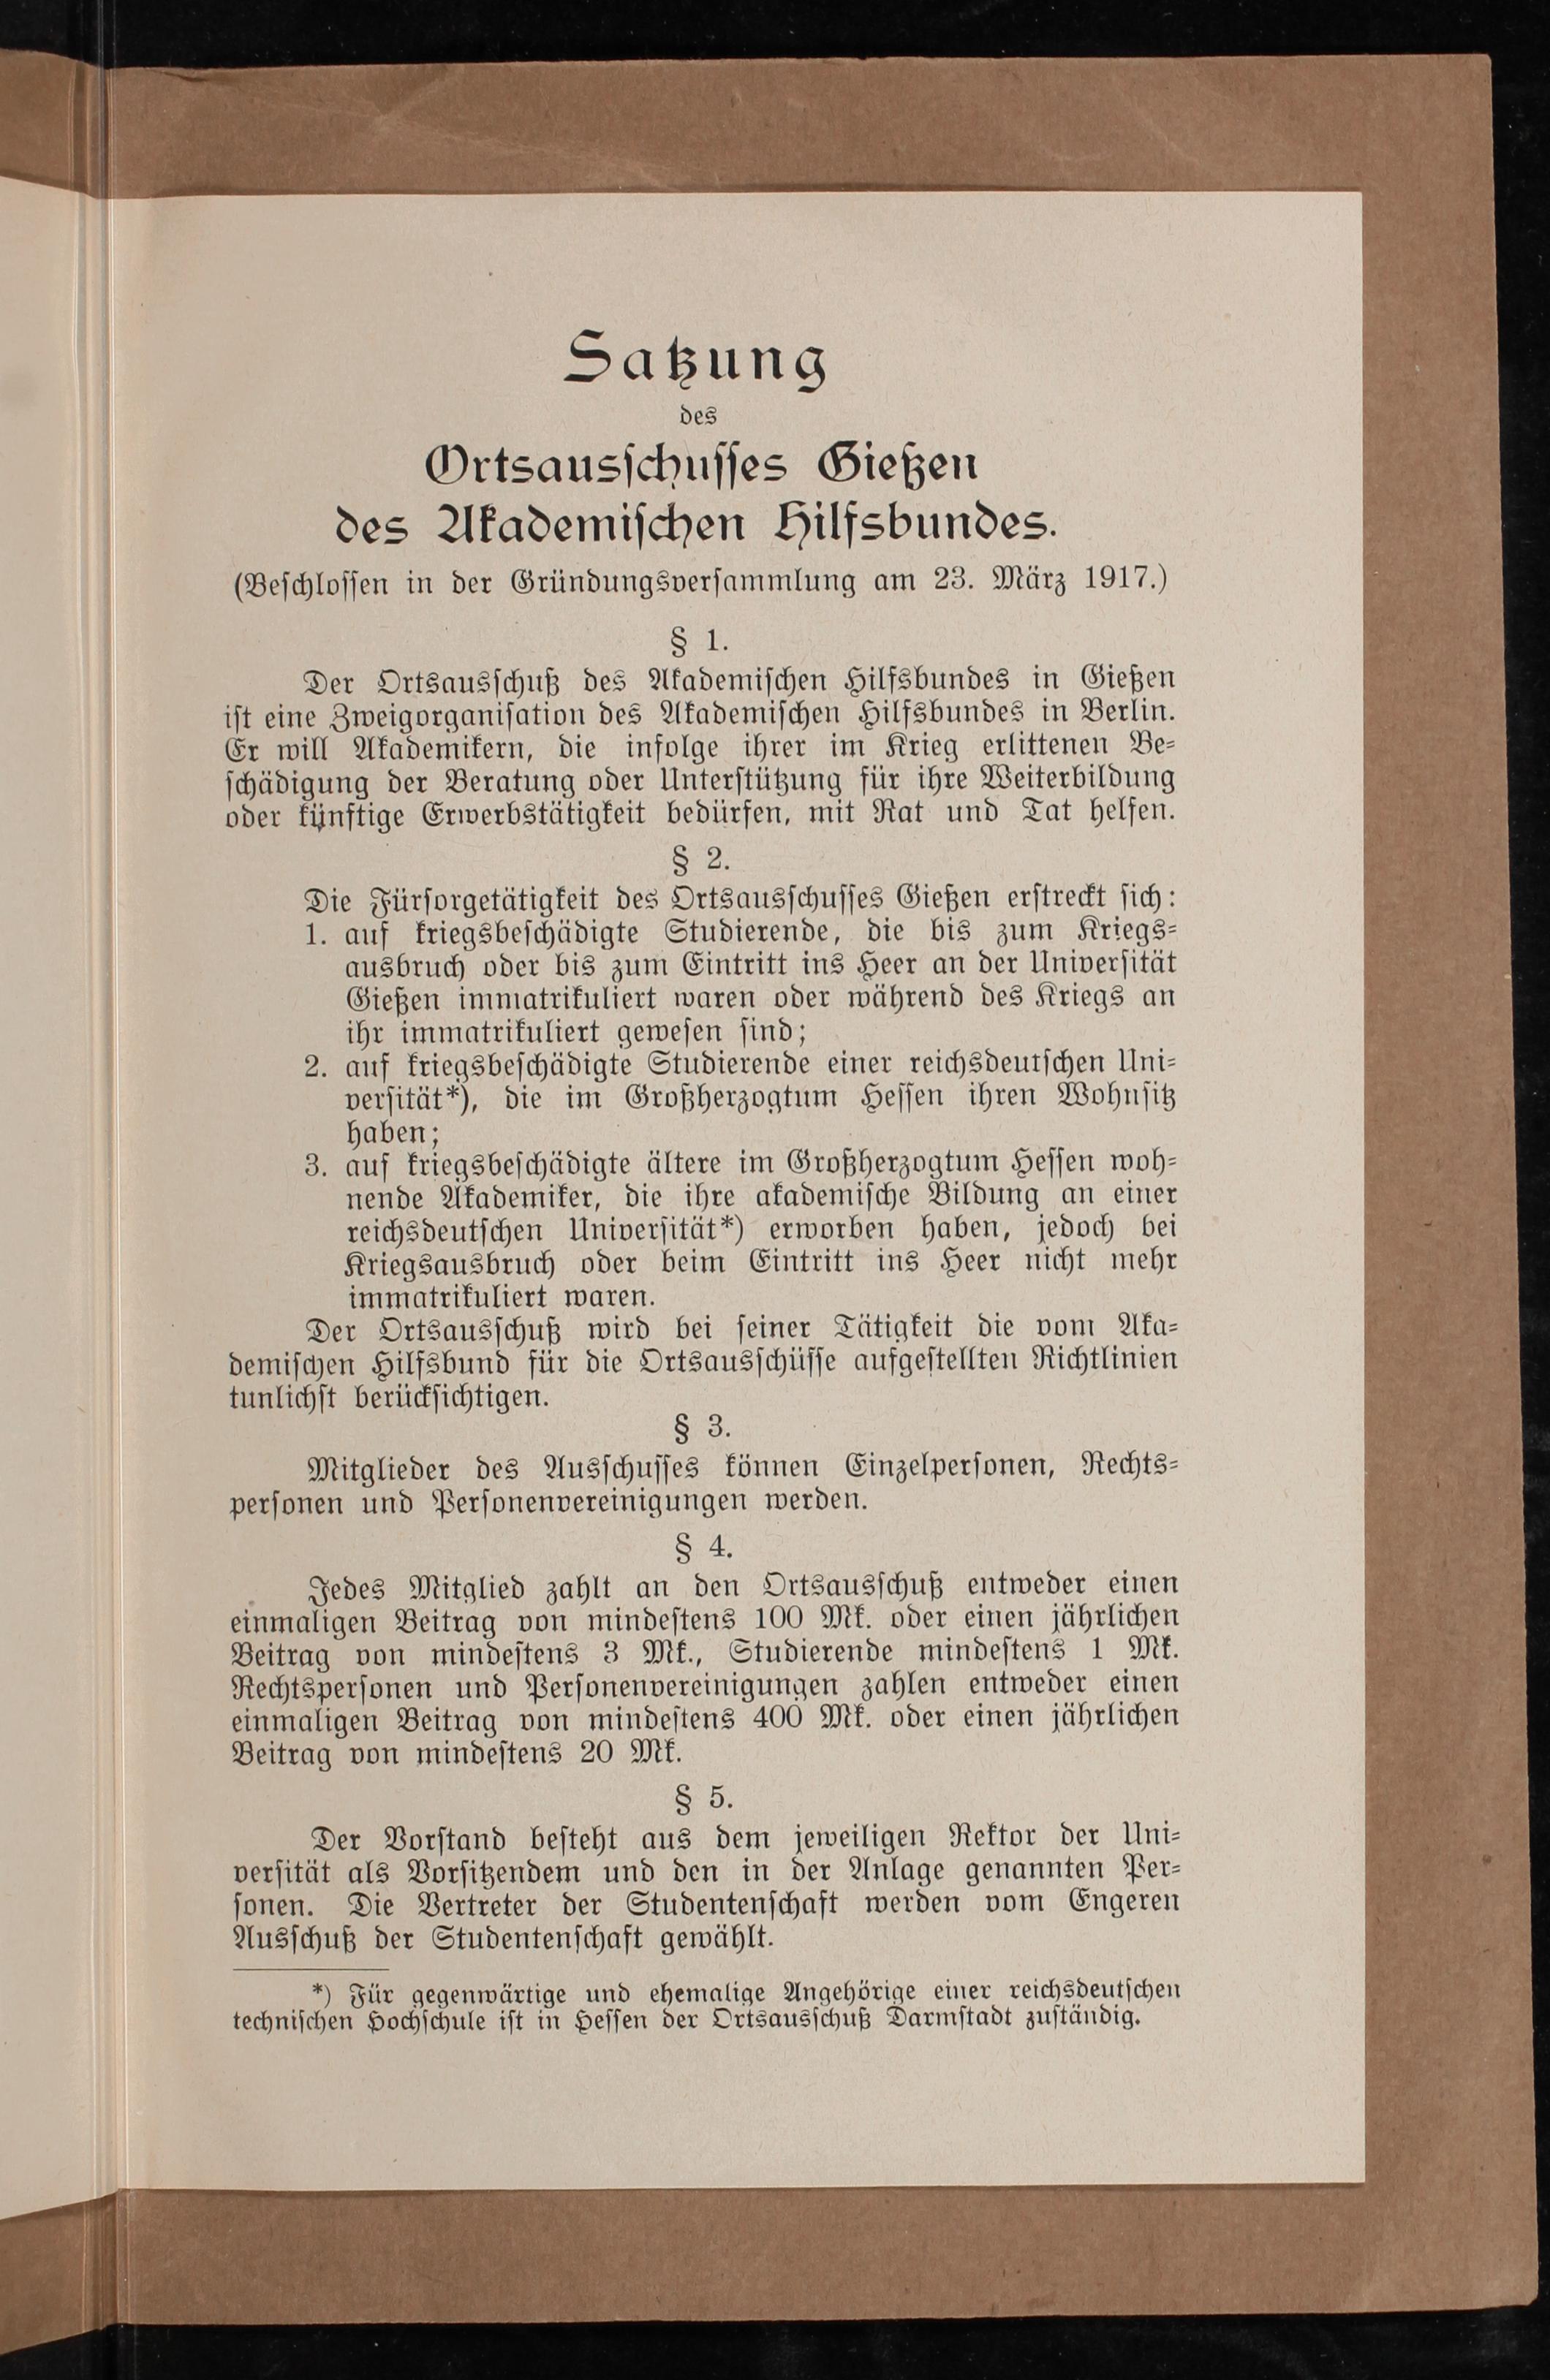 Satzung
des
Ortsausschusses Gießen
des Akademischen Hilfsbundes.
(Beschlossen in der Gründungsversammlung am 23. März 1917.)
§ 1.
Der Ortsausschuß des Akademischen Hilfsbundes in Gießen
ist eine Zweigorganisation des Akademischen Hilfsbundes in Berlin.
Er will Akademikern, die infolge ihrer im Krieg erlittenen Be-
schädigung der Beratung oder Unterstützung für ihre Weiterbildung
oder künftige Erwerbstätigkeit bedürfen, mit Rat und Tat helfen.
§ 2.
Die Fürsorgetätigkeit des Ortsausschusses Gießen erstreckt sich:
1. auf kriegsbeschädigte Studierende, die bis zum Kriegs-
ausbruch oder bis zum Eintritt ins Heer an der Universität
Gießen immatrikuliert waren oder während des Kriegs an
ihr immatrikuliert gewesen sind;
2. auf kriegsbeschädigte Studierende einer reichsdeutschen Uni-
versität*), die im Großherzogtum Hessen ihren Wohnsitz
haben;
3. auf kriegsbeschädigte ältere im Großherzogtum Hessen woh-
nende Akademiker, die ihre akademische Bildung an einer
reichsdeutschen Universität*) erworben haben, jedoch bei
Kriegsausbruch oder beim Eintritt ins Heer nicht mehr
immatrikuliert waren.
Der Ortsausschuß wird bei seiner Tätigkeit die vom Aka-
demischen Hilfsbund für die Ortsausschüsse aufgestellten Richtlinien
tunlichst berücksichtigen.
§ 3.
Mitglieder des Ausschusses können Einzelpersonen, Rechts-
personen und Personenvereinigungen werden.
§ 4.
Jedes Mitglied zahlt an den Ortsausschuß entweder einen
einmaligen Beitrag von mindestens 100 Mk. oder einen jährlichen
Beitrag von mindestens 3 Mk., Studierende mindestens 1 Mk.
Rechtspersonen und Personenvereinigungen zahlen entweder einen
einmaligen Beitrag von mindestens 400 Mk. oder einen jährlichen
Beitrag von mindestens 20 Mk.
§ 5.
Der Vorstand besteht aus dem jeweiligen Rektor der Uni-
versität als Vorsitzendem und den in der Anlage genannten Per-
sonen. Die Vertreter der Studentenschaft werden vom Engeren
Ausschuß der Studentenschaft gewählt.
*) Für gegenwärtige und ehemalige Angehörige einer reichsdeutschen
technischen Hochschule ist in Hessen der Ortsausschuß Darmstadt zuständig.